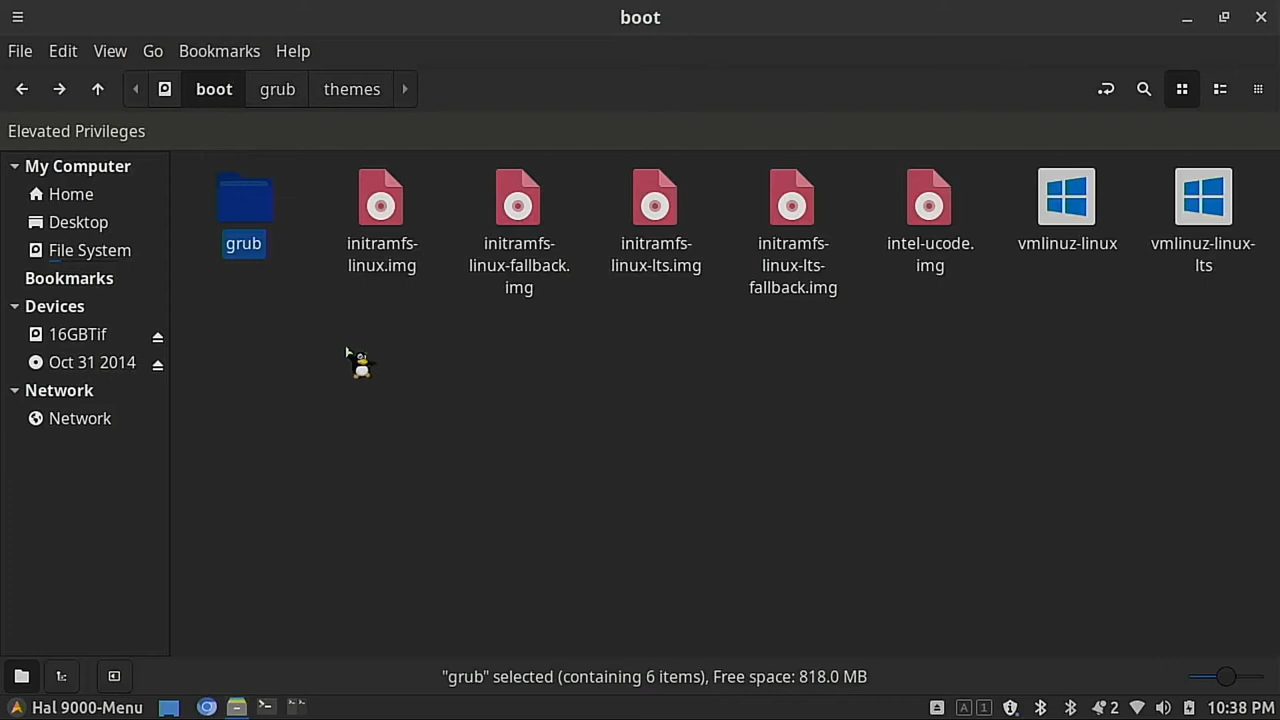 boot
File Edit View Go Bookmarks Help
boot grub themes
Elevated Privileges
My Computer
Home
Desktop
File System
Bookmarks
Devices
16GBTif
Oct 31 2014
Network
Network
grub
initramfs-
linux.img
initramfs-
linux-fallback.
img
initramfs-
linux-lts.img
initramfs-
linux-lts-
fallback.img
intel-ucode.
img
vmlinuz-linux
vmlinuz-linux-
lts
"grub" selected (containing 6 items), Free space: 818.0 MB
Hal 9000-Menu A 1 2 10:38 PM